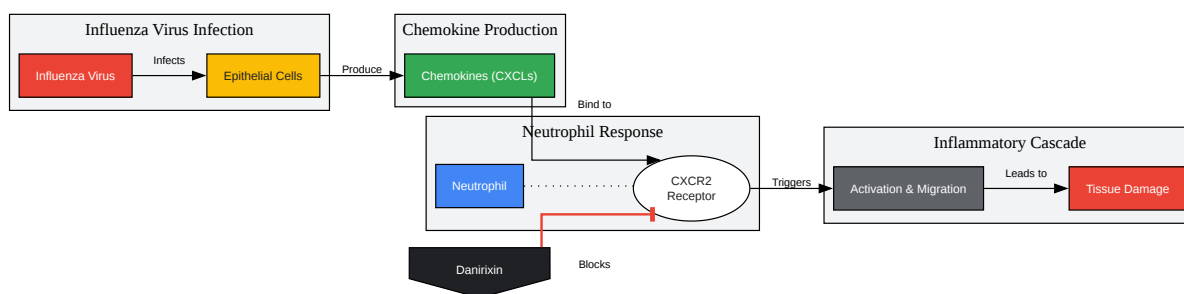 Influenza Virus Infection
Influenza Virus
Infects
Epithelial Cells
Produce
Chemokine Production
Chemokines (CXCLs)
Bind to
Neutrophil Response
Neutrophil
CXCR2
Receptor
Triggers
Inflammatory Cascade
Activation & Migration
Leads to
Tissue Damage
Danirixin
Blocks